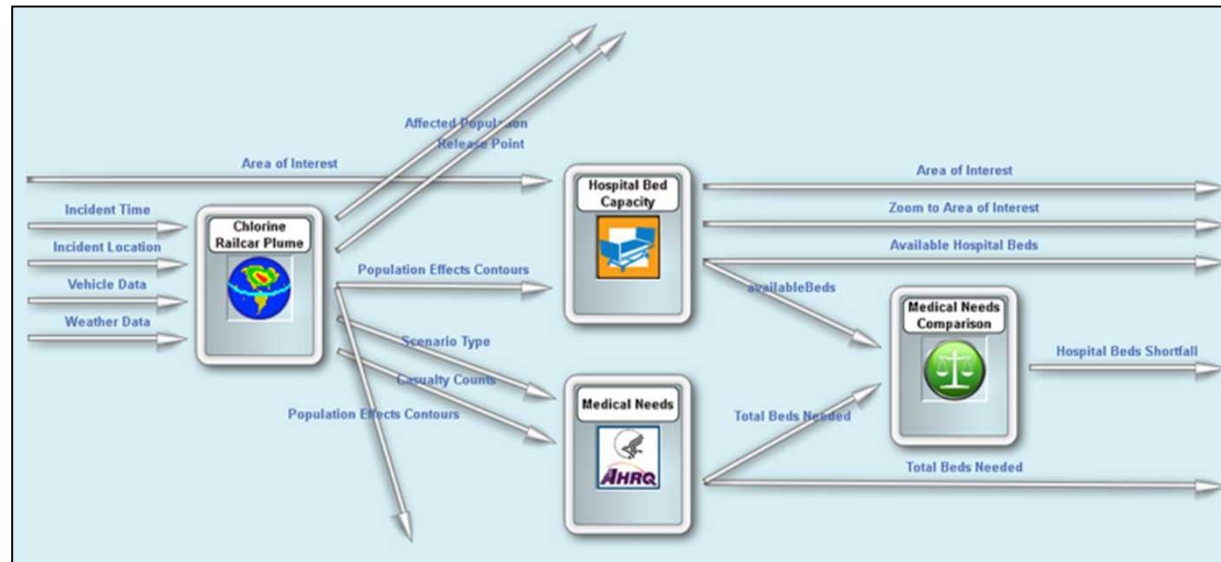 Affected Population
Release Point
Area of Interest
Incident Time
Incident Location
Vehicle Data
Weather Data
Chlorine
Railcar Plume
Population Effects Contours
Scenario Type
Casualty Counts
Population Effects Contours
Hospital Bed
Capacity
Medical Needs
AHRQ
Area of Interest
Zoom to Area of Interest
Available Hospital Beds
availableBeds
Medical Needs
Comparison
Hospital Beds Shortfall
Total Beds Needed
Total Beds Needed